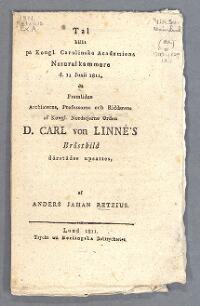 Tal
hållit
på Kongl. Carolinska Academiens
Naturalkammare
d. 11 Junii 1811,
då
Framlidne
Archiaterns, Professorns och Riddarens
af Kongl. Nordstjerne Orden
D. CARL von LINNÉ'S
Bröstbild
därstädes upsattes,
af
ANDERS JAHAN RETZIUS.
Lund 1811.
Tryckt uti Berlingska Boktryckeriet.